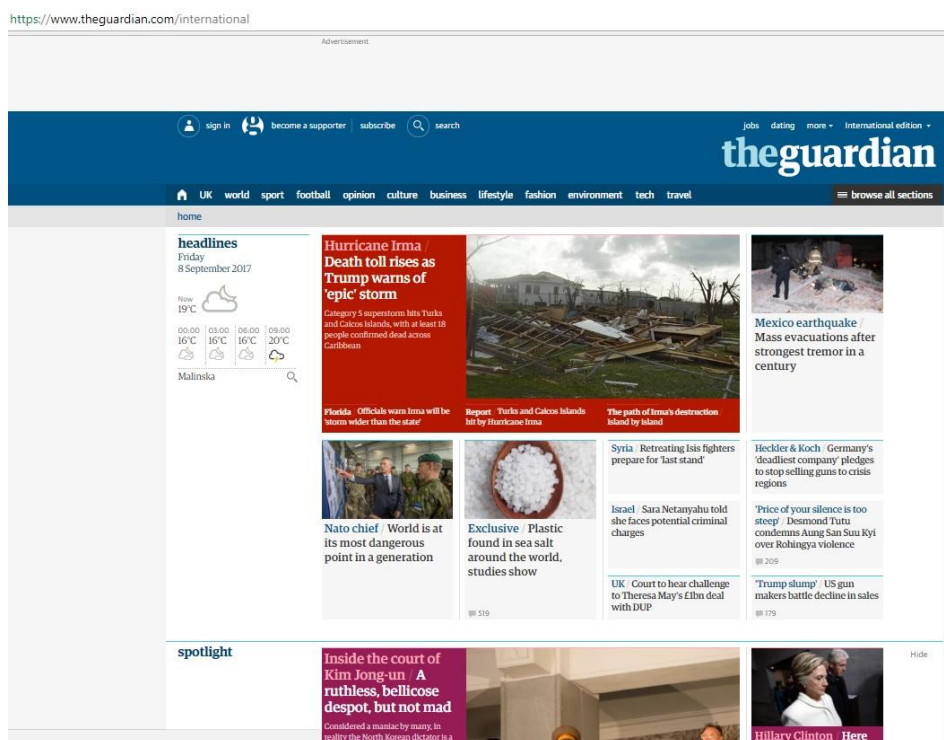 https://www.theguardian.com/international
Advertisement
sign in become a supporter subscribe search
jobs dating more International edition
theguardian
UK world sport football opinion culture business lifestyle fashion environment tech travel
browse all sections
home
headlines
Friday
8 September 2017
Now
19°C
00:00 03:00 06:00 09:00
16°C 16°C 16°C 20°C
Malinska
Hurricane Irma /
Death toll rises as
Trump warns of
'epic' storm
Category 5 superstorm hits Turks
and Caicos Islands, with at least 18
people confirmed dead across
Caribbean
Florida Officials warn Irma will be
'storm wider than the state'
Report Turks and Caicos Islands
hit by Hurricane Irma
The path of Irma's destruction
Island by island
Mexico earthquake /
Mass evacuations after
strongest tremor in a
century
Nato chief / World is at
its most dangerous
point in a generation
Exclusive / Plastic
found in sea salt
around the world,
studies show
519
Syria / Retreating Isis fighters
prepare for 'last stand'
Israel / Sara Netanyahu told
she faces potential criminal
charges
UK / Court to hear challenge
to Theresa May's £1bn deal
with DUP
Heckler & Koch / Germany's
'deadliest company' pledges
to stop selling guns to crisis
regions
'Price of your silence is too
steep' / Desmond Tutu
condemns Aung San Suu Kyi
over Rohingya violence
209
'Trump slump' / US gun
makers battle decline in sales
179
spotlight
Hide
Inside the court of
Kim Jong-un / A
ruthless, bellicose
despot, but not mad
Considered a maniac by many, in
reality the North Korean dictator is a
Hillary Clinton / Here